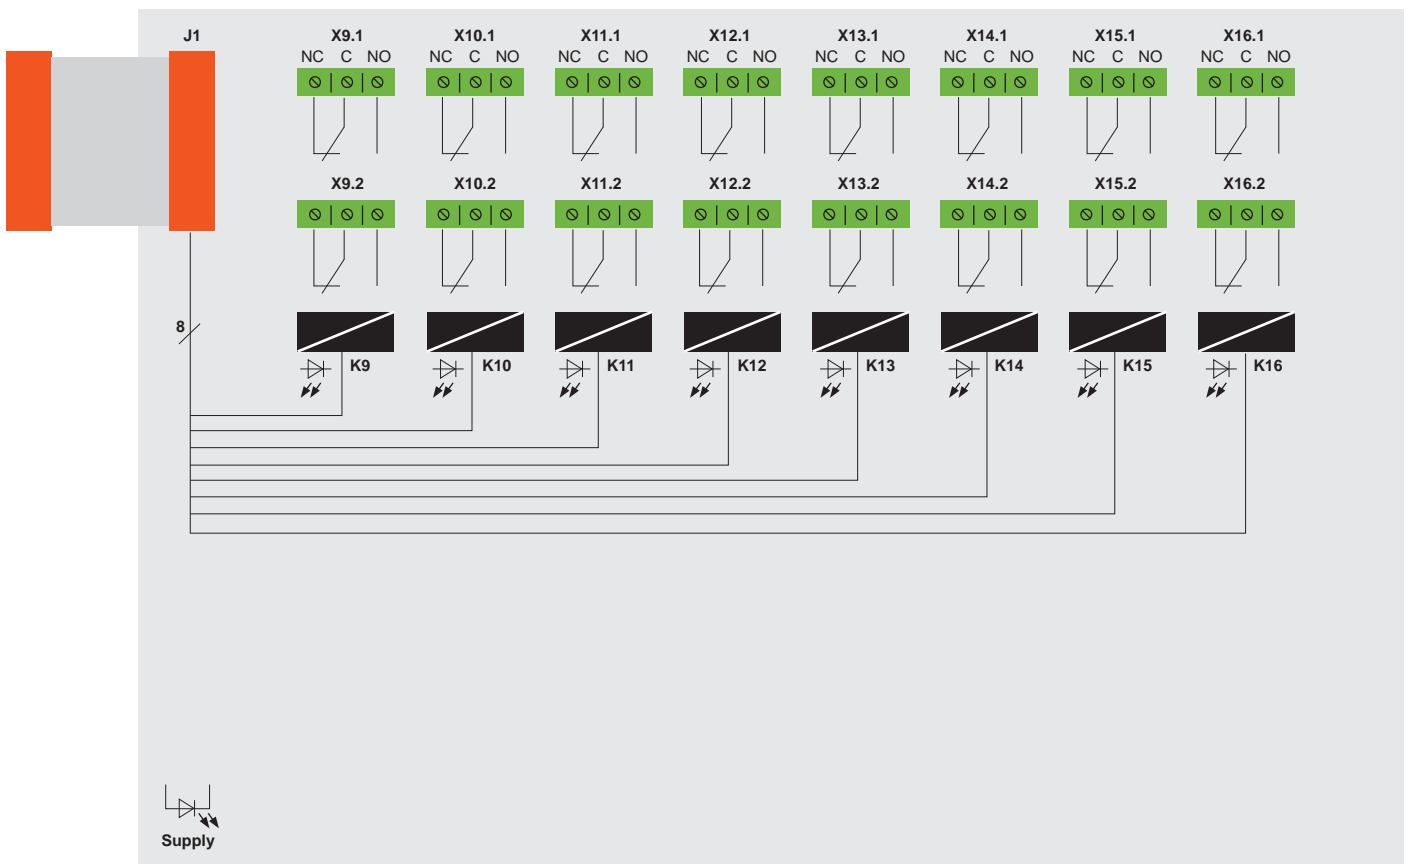 J1 X9.1 X10.1 X11.1 X12.1 X13.1 X14.1 X15.1 X16.1
NC C NO NC C NO NC C NO NC C NO NC C NO NC C NO NC C NO NC C NO
X9.2 X10.2 X11.2 X12.2 X13.2 X14.2 X15.2 X16.2
8
K9 K10 K11 K12 K13 K14 K15 K16
Supply